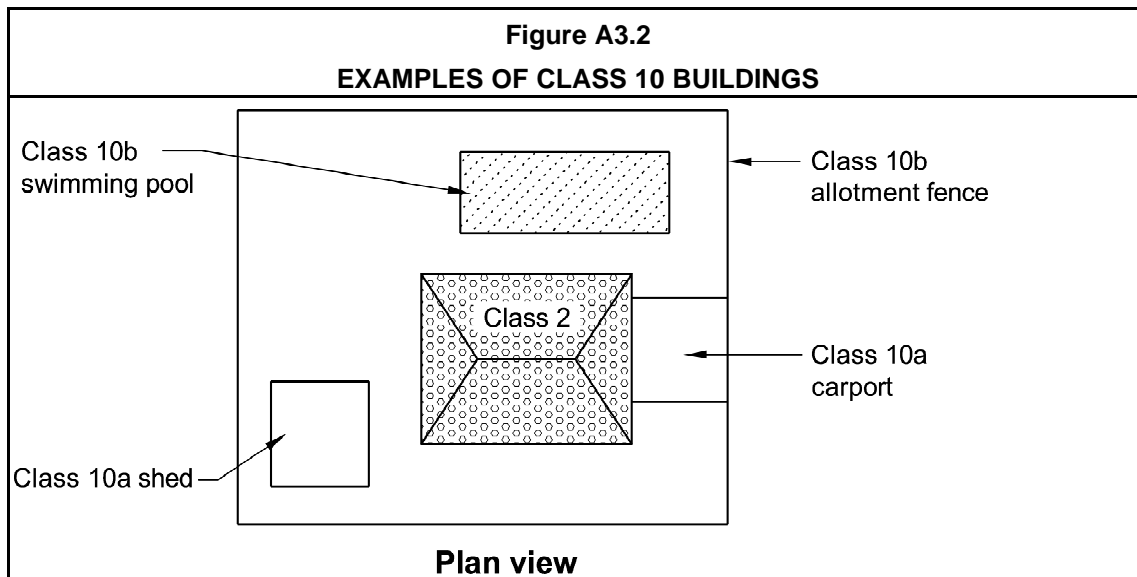 Figure A3.2
EXAMPLES OF CLASS 10 BUILDINGS
Class 10b
swimming pool
Class 10b
allotment fence
Class 2
Class 10a
carport
Class 10a shed
Plan view